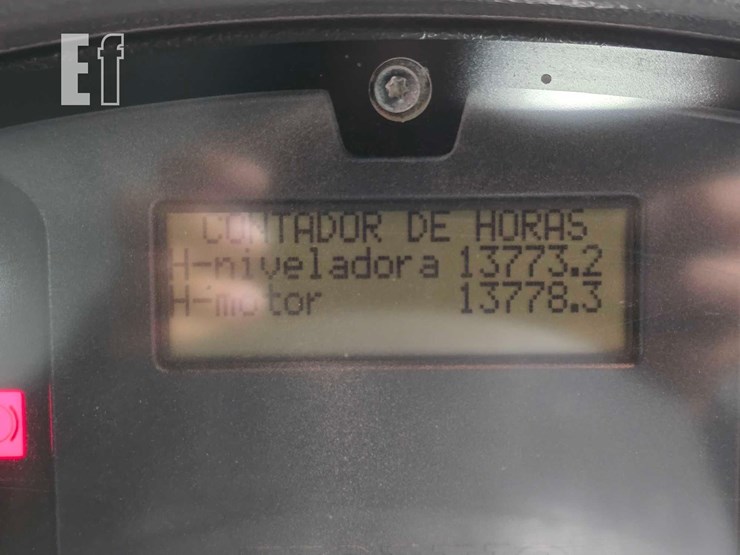 Ef
CONTADOR DE HORAS
H-niveladora 13773.2
H-motor 13778.3